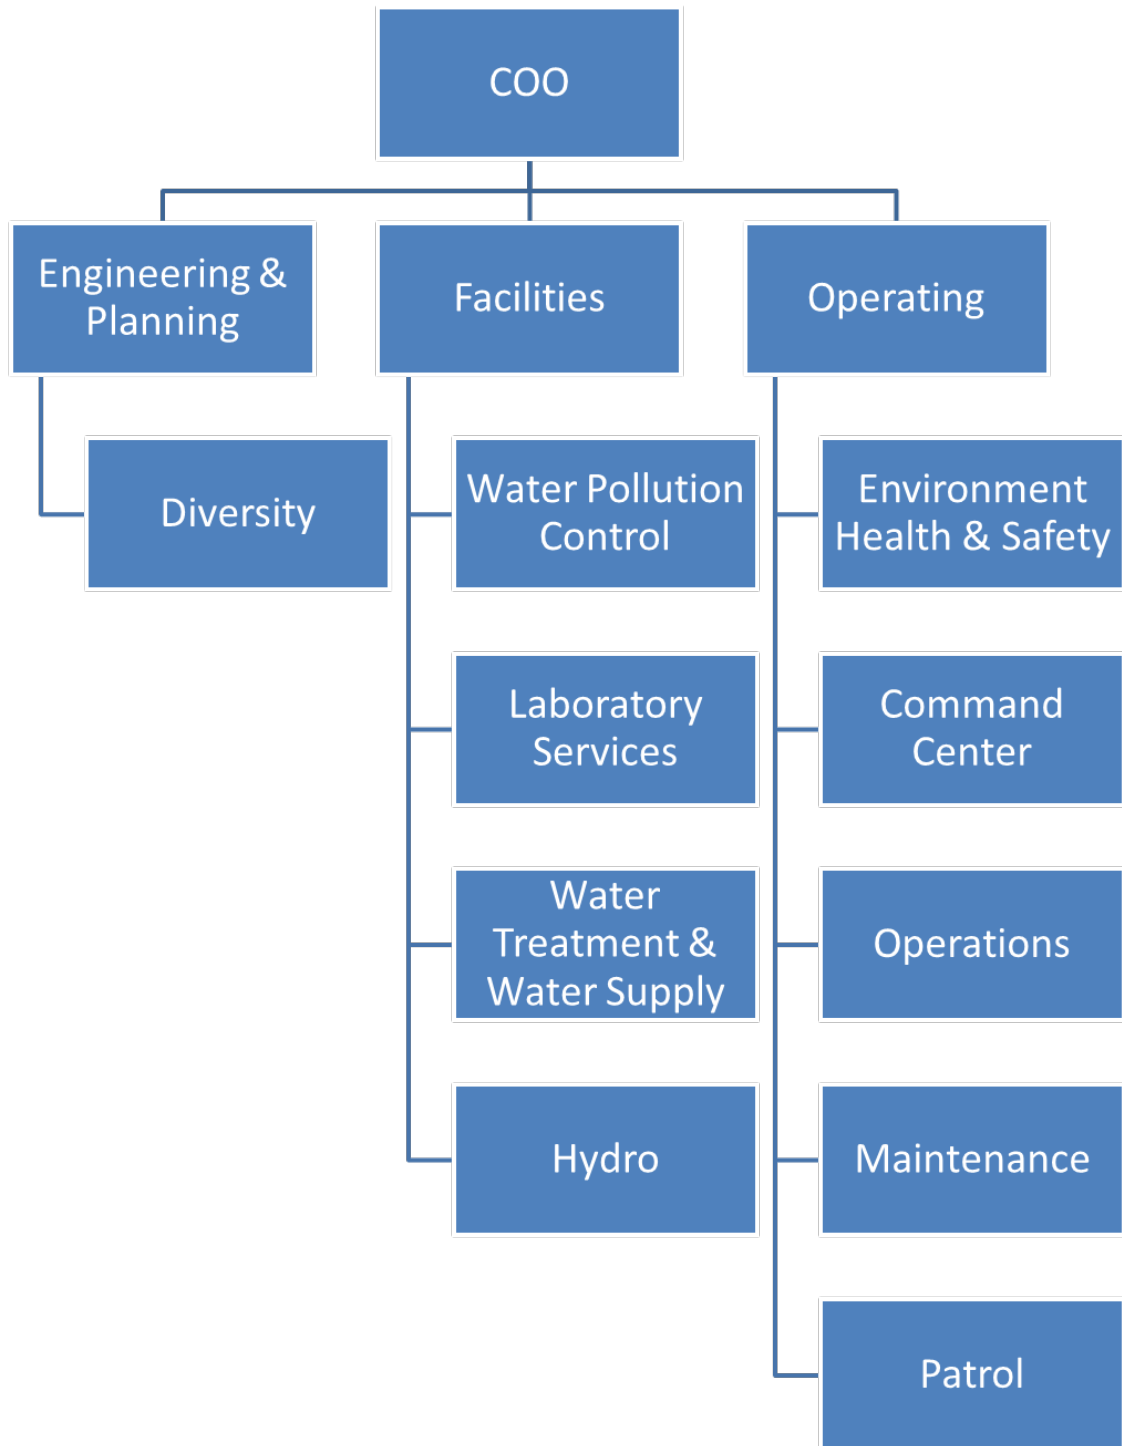 COO
Engineering &
Planning
Facilities
Operating
Diversity
Water Pollution
Control
Environment
Health & Safety
Laboratory
Services
Command
Center
Water
Treatment &
Water Supply
Operations
Hydro
Maintenance
Patrol